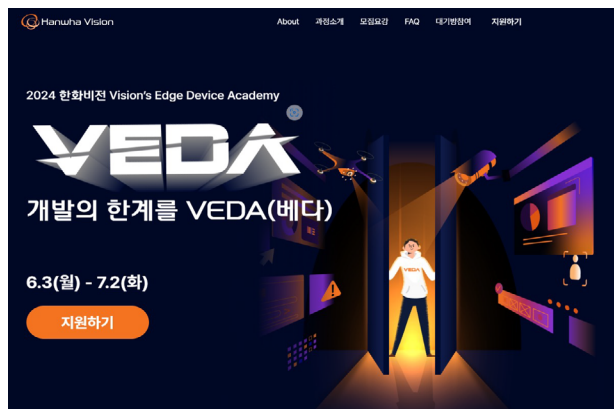 Hanwha Vision
About 과정소개 모집요강 FAQ 대기방참여 지원하기
2024 한화비전 Vision's Edge Device Academy
VEDA
개발의 한계를 VEDA(베다)
6.3(월) - 7.2(화)
지원하기
VEDA